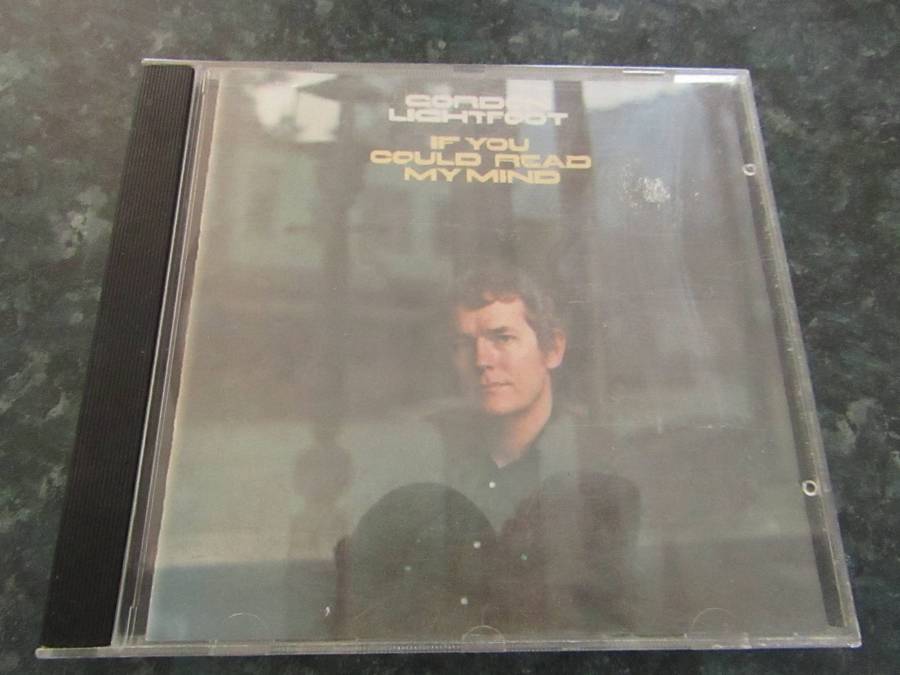 GORDON
LIGHTFOOT
IF YOU
COULD READ
MY MIND